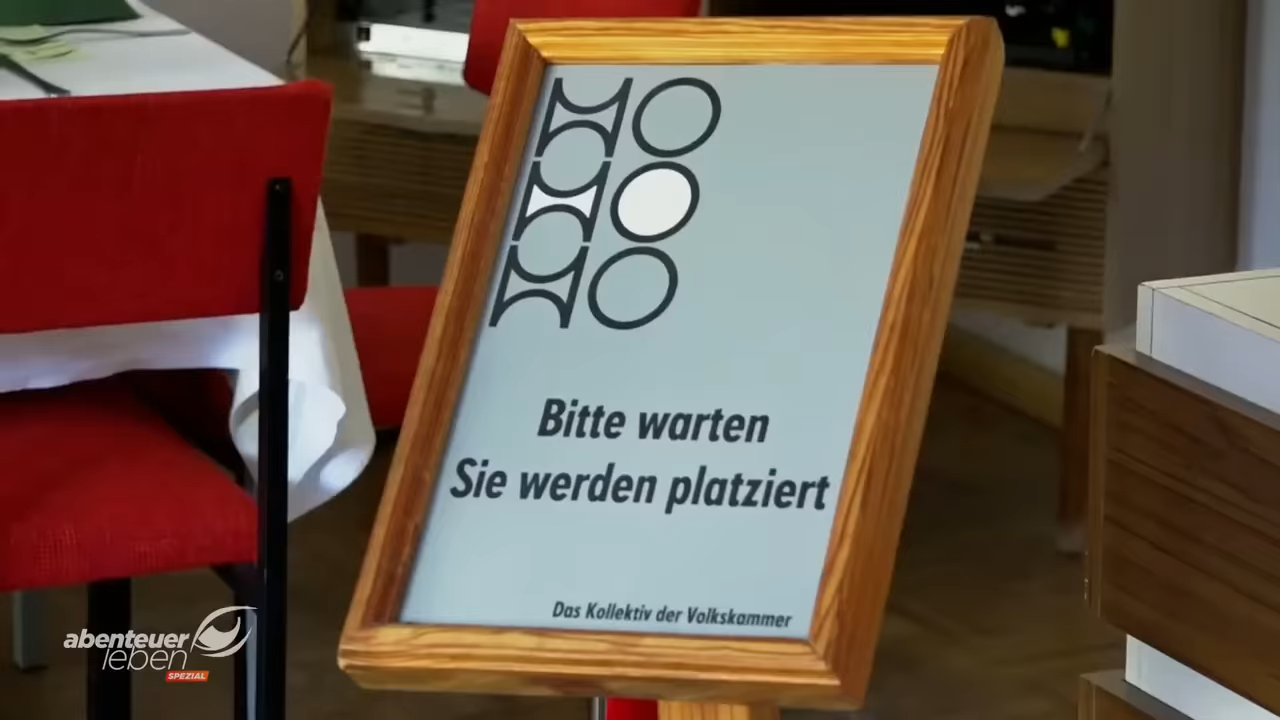 Bitte warten
Sie werden platziert
Das Kollektiv der Volkskammer
abenteuer
leben
SPEZIAL